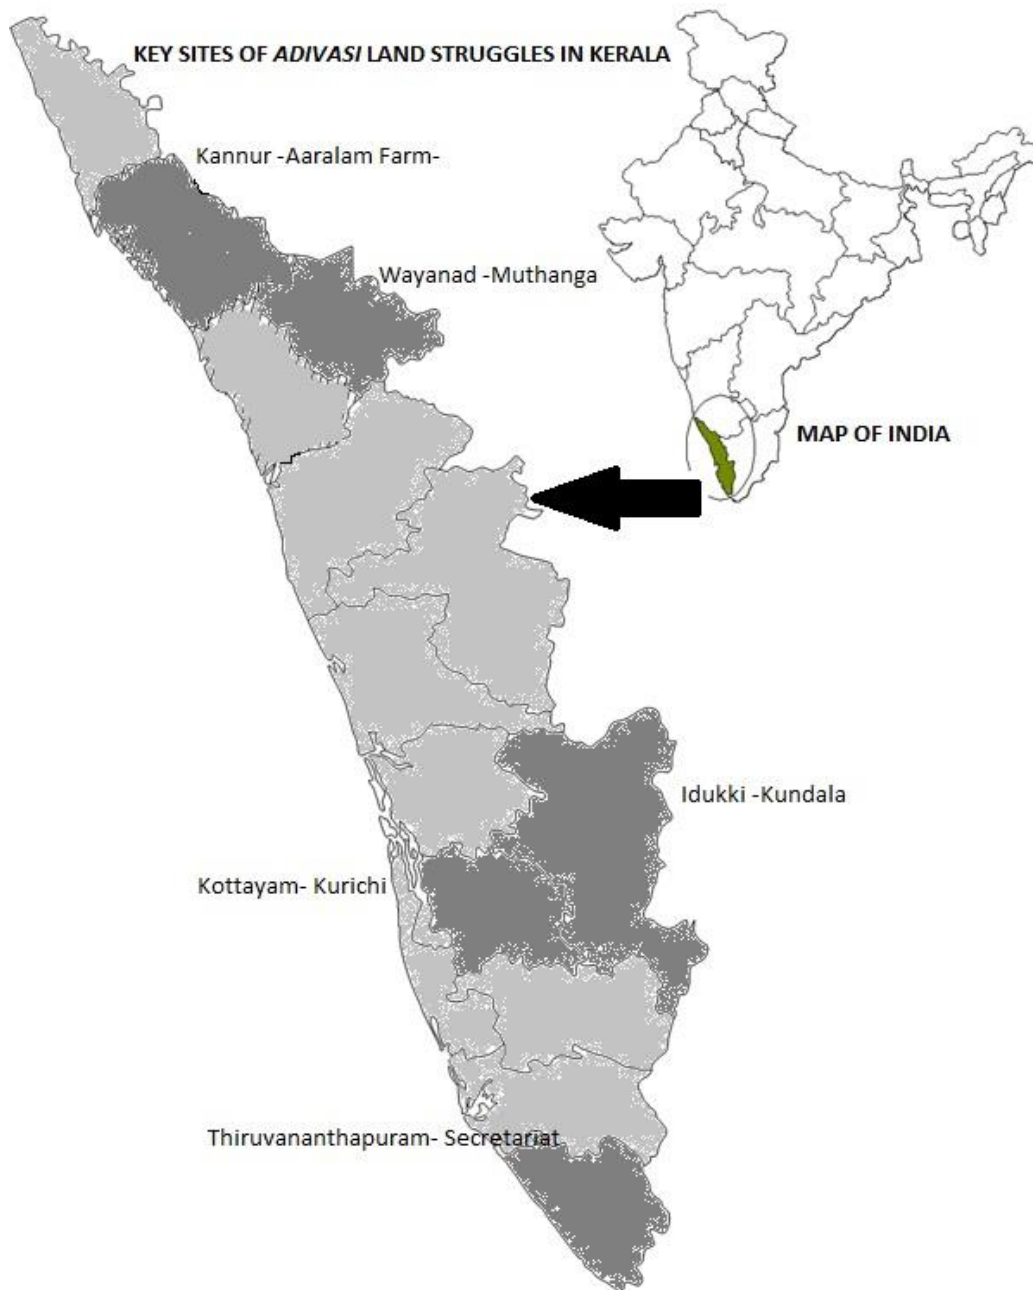 KEY SITES OF ADIVASI LAND STRUGGLES IN KERALA
Kannur -Aaralam Farm-
Wayanad -Muthanga
MAP OF INDIA
Idukki -Kundala
Kottayam- Kurichi
Thiruvananthapuram- Secretariat